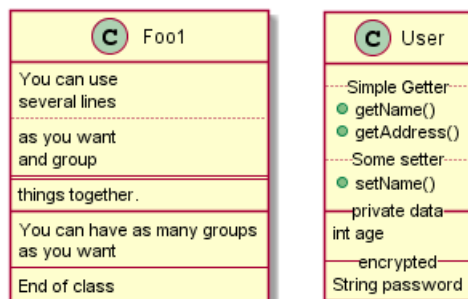 C Foo1
You can use
several lines
as you want
and group
things together.
You can have as many groups
as you want
End of class
C User
Simple Getter
getName()
getAddress()
Some setter
setName()
private data
int age
encrypted
String password